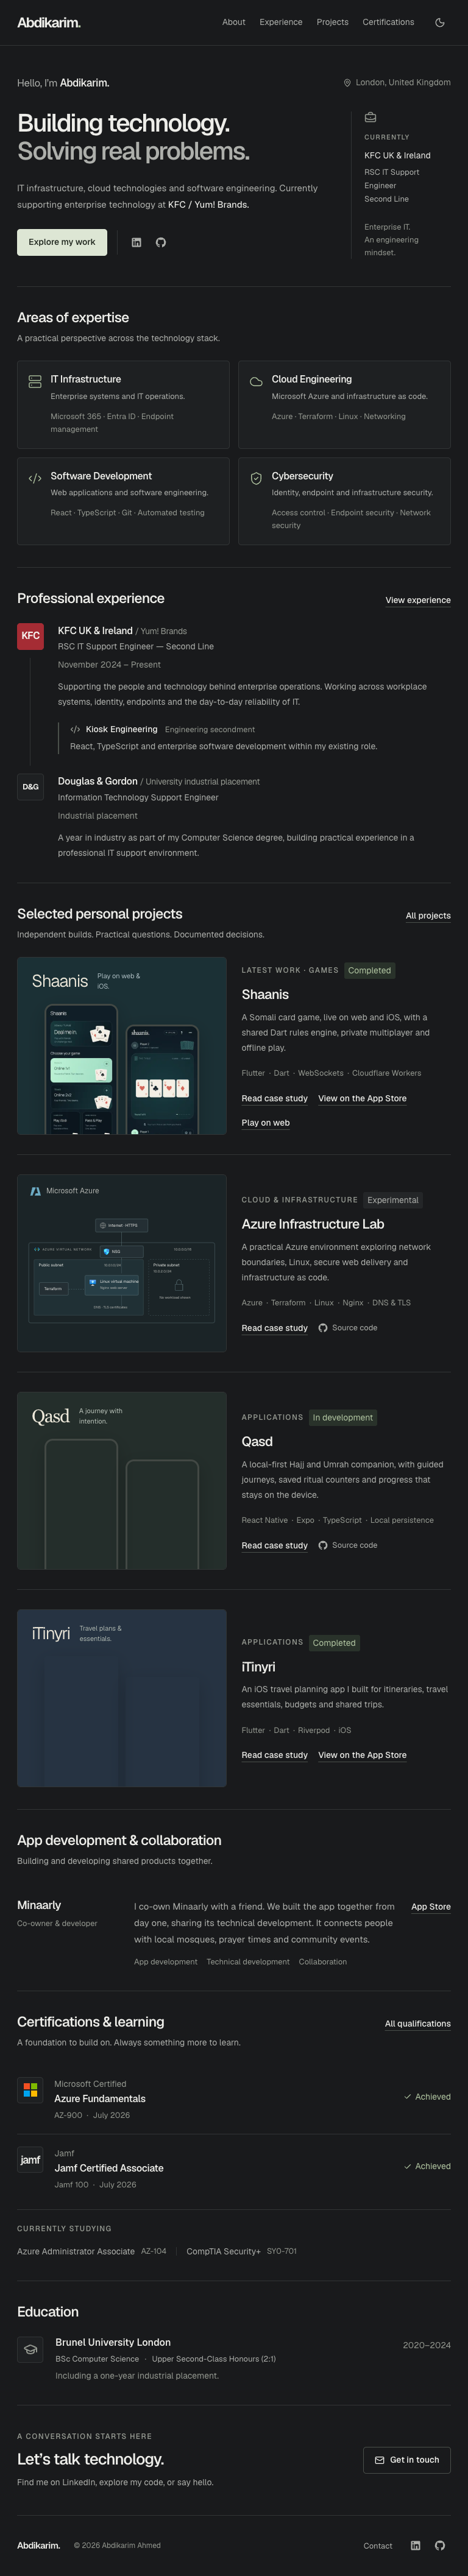 Abdikarim.
About Experience Projects Certifications
Hello, I'm Abdikarim.
London, United Kingdom
Building technology.
Solving real problems.
IT infrastructure, cloud technologies and software engineering. Currently
supporting enterprise technology at KFC / Yum! Brands.
Explore my work
CURRENTLY
KFC UK & Ireland
RSC IT Support
Engineer
Second Line
Enterprise IT.
An engineering
mindset.
Areas of expertise
A practical perspective across the technology stack.
IT Infrastructure
Enterprise systems and IT operations.
Microsoft 365 · Entra ID · Endpoint
management
Cloud Engineering
Microsoft Azure and infrastructure as code.
Azure · Terraform · Linux · Networking
Software Development
Web applications and software engineering.
React · TypeScript · Git · Automated testing
Cybersecurity
Identity, endpoint and infrastructure security.
Access control · Endpoint security · Network
security
Professional experience
View experience
KFC
KFC UK & Ireland / Yum! Brands
RSC IT Support Engineer — Second Line
November 2024 – Present
Supporting the people and technology behind enterprise operations. Working across workplace
systems, identity, endpoints and the day-to-day reliability of IT.
Kiosk Engineering Engineering secondment
React, TypeScript and enterprise software development within my existing role.
D&G
Douglas & Gordon / University industrial placement
Information Technology Support Engineer
Industrial placement
A year in industry as part of my Computer Science degree, building practical experience in a
professional IT support environment.
Selected personal projects
All projects
Independent builds. Practical questions. Documented decisions.
Shaanis
Play on web &
iOS.
Shaanis
Deal me in.
Choose your game
Online 1v1
shaanis.
LATEST WORK · GAMES Completed
Shaanis
A Somali card game, live on web and iOS, with a
shared Dart rules engine, private multiplayer and
offline play.
Flutter · Dart · WebSockets · Cloudflare Workers
Read case study View on the App Store
Play on web
Microsoft Azure
Internet · HTTPS
AZURE VIRTUAL NETWORK
NSG
Public subnet
Private subnet
Terraform
Linux virtual machine
CLOUD & INFRASTRUCTURE Experimental
Azure Infrastructure Lab
A practical Azure environment exploring network
boundaries, Linux, secure web delivery and
infrastructure as code.
Azure · Terraform · Linux · Nginx · DNS & TLS
Read case study Source code
Qasd
A journey with
intention.
APPLICATIONS In development
Qasd
A local-first Hajj and Umrah companion, with guided
journeys, saved ritual counters and progress that
stays on the device.
React Native · Expo · TypeScript · Local persistence
Read case study Source code
iTinyri
Travel plans &
essentials.
APPLICATIONS Completed
iTinyri
An iOS travel planning app I built for itineraries, travel
essentials, budgets and shared trips.
Flutter · Dart · Riverpod · iOS
Read case study View on the App Store
App development & collaboration
Building and developing shared products together.
Minaarly
Co-owner & developer
I co-own Minaarly with a friend. We built the app together from
day one, sharing its technical development. It connects people
with local mosques, prayer times and community events.
App development Technical development Collaboration
App Store
Certifications & learning
All qualifications
A foundation to build on. Always something more to learn.
Microsoft Certified
Azure Fundamentals
AZ-900 · July 2026
Achieved
jamf
Jamf
Jamf Certified Associate
Jamf 100 · July 2026
Achieved
CURRENTLY STUDYING
Azure Administrator Associate AZ-104 CompTIA Security+ SY0-701
Education
Brunel University London
BSc Computer Science · Upper Second-Class Honours (2:1)
Including a one-year industrial placement.
2020–2024
A CONVERSATION STARTS HERE
Let's talk technology.
Find me on LinkedIn, explore my code, or say hello.
Get in touch
Abdikarim.
© 2026 Abdikarim Ahmed
Contact